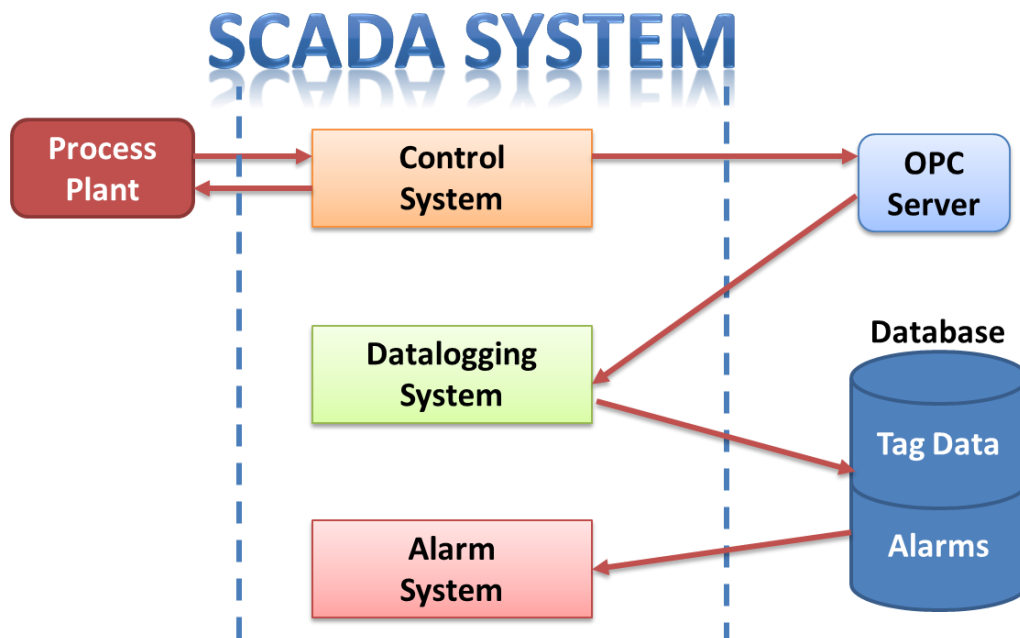 SCADA SYSTEM
Process
Plant
Control
System
OPC
Server
Datalogging
System
Database
Tag Data
Alarms
Alarm
System